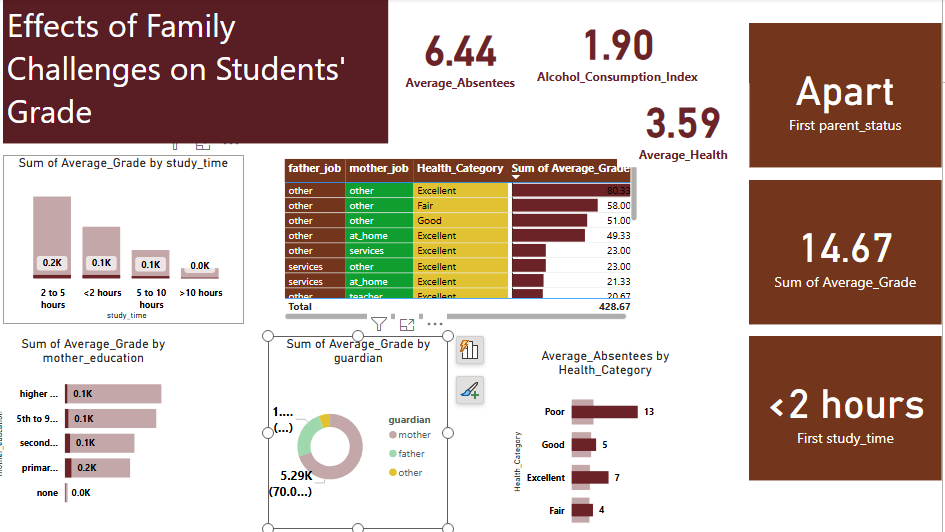 Effects of Family
Challenges on Students'
Grade
6.44
Average_Absentees
1.90
Alcohol_Consumption_Index
3.59
Average_Health
Apart
First parent_status
14.67
Sum of Average_Grade
<2 hours
First study_time
Sum of Average_Grade by study_time
0.2K
0.1K
0.1K
0.0K
2 to 5 hours
<2 hours
5 to 10 hours
>10 hours
study_time
father_job mother_job Health_Category Sum of Average_Grade
other other Excellent 80.33
other other Fair 58.00
other other Good 51.00
other at_home Excellent 49.33
other services Excellent 23.00
services other Excellent 23.00
services at_home Excellent 21.33
other teacher Excellent 20.67
Total 428.67
Sum of Average_Grade by
mother_education
higher ... 0.1K
5th to 9... 0.1K
second... 0.1K
primar... 0.2K
none 0.0K
Sum of Average_Grade by
guardian
1....
(...)
5.29K
(70.0...)
guardian
mother
father
other
Average_Absentees by
Health_Category
Health_Category
Poor 13
Good 5
Excellent 7
Fair 4